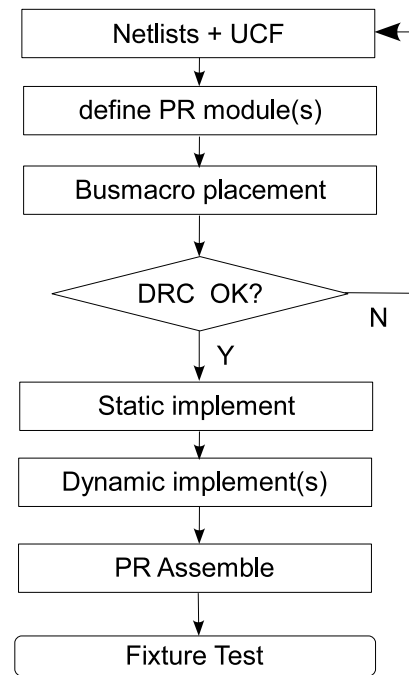 Netlists + UCF
define PR module(s)
Busmacro placement
DRC OK?
N
Y
Static implement
Dynamic implement(s)
PR Assemble
Fixture Test